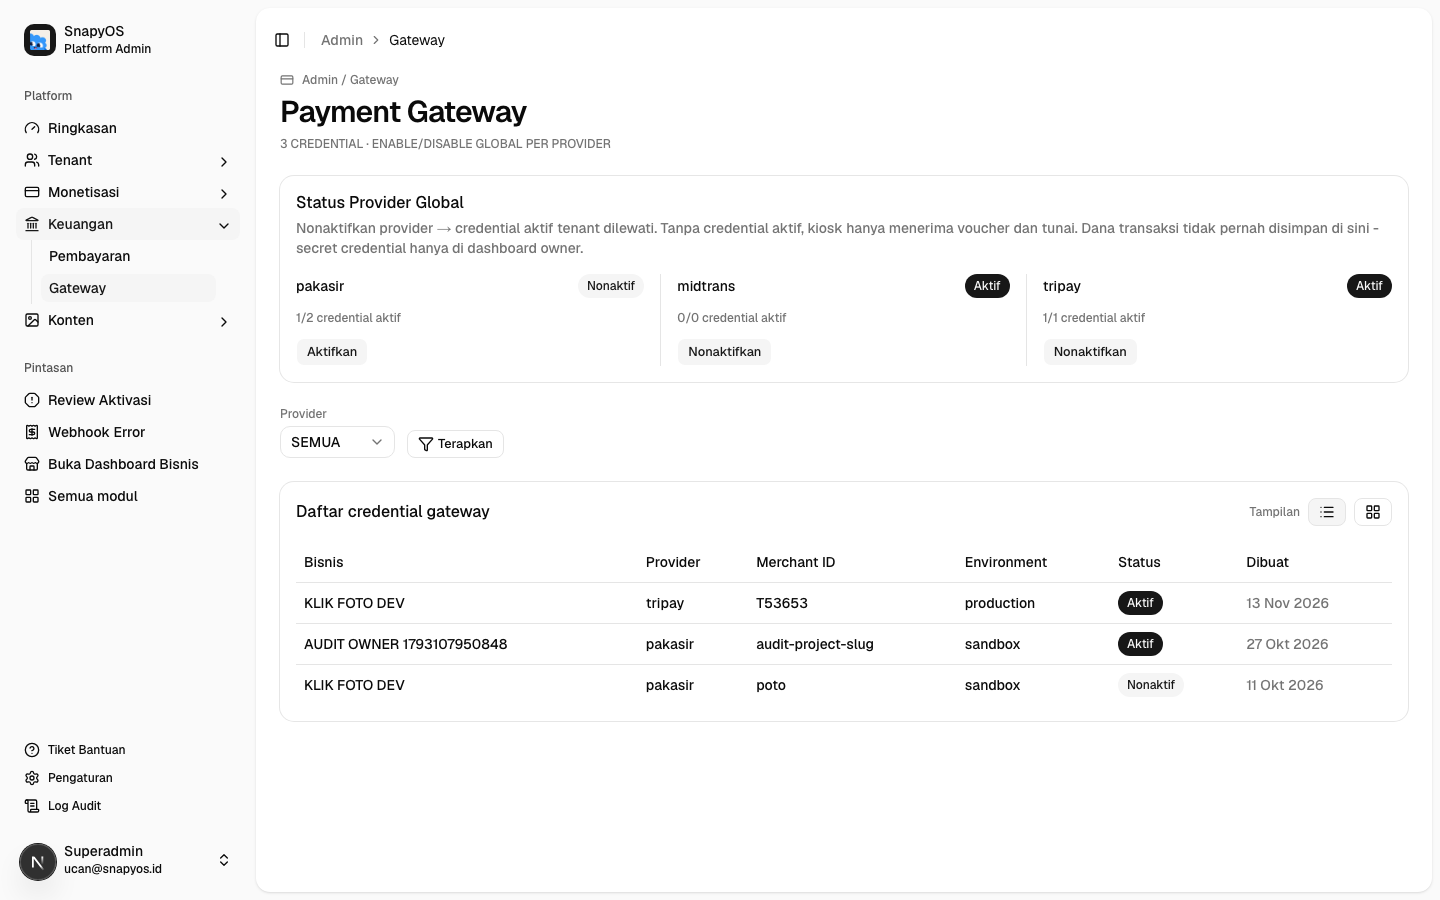 SnapyOS
Platform Admin
Platform
Ringkasan
Tenant
Monetisasi
Keuangan
Pembayaran
Gateway
Konten
Pintasan
Review Aktivasi
Webhook Error
Buka Dashboard Bisnis
Semua modul
Tiket Bantuan
Pengaturan
Log Audit
N
Superadmin
ucan@snapyos.id
Admin > Gateway
Admin / Gateway
Payment Gateway
3 CREDENTIAL · ENABLE/DISABLE GLOBAL PER PROVIDER
Status Provider Global
Nonaktifkan provider → credential aktif tenant dilewati. Tanpa credential aktif, kiosk hanya menerima voucher dan tunai. Dana transaksi tidak pernah disimpan di sini -
secret credential hanya di dashboard owner.
pakasir Nonaktif
1/2 credential aktif
Aktifkan
midtrans Aktif
0/0 credential aktif
Nonaktifkan
tripay Aktif
1/1 credential aktif
Nonaktifkan
Provider
SEMUA Terapkan
Daftar credential gateway Tampilan
Bisnis Provider Merchant ID Environment Status Dibuat
KLIK FOTO DEV tripay T53653 production Aktif 13 Nov 2026
AUDIT OWNER 1793107950848 pakasir audit-project-slug sandbox Aktif 27 Okt 2026
KLIK FOTO DEV pakasir poto sandbox Nonaktif 11 Okt 2026